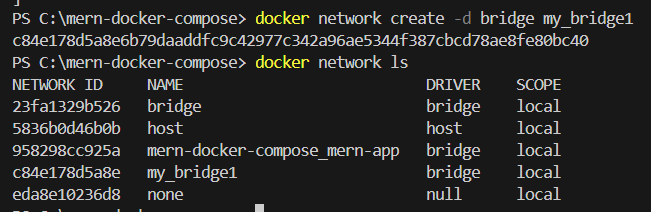 PS C:\mern-docker-compose> docker network create -d bridge my_bridge1
c84e178d5a8e6b79daaddfc9c42977c342a96ae5344f387cbcd78ae8fe80bc40
PS C:\mern-docker-compose> docker network ls
NETWORK ID NAME DRIVER SCOPE
23fa1329b526 bridge bridge local
5836b0d46b0b host host local
958298cc925a mern-docker-compose_mern-app bridge local
c84e178d5a8e my_bridge1 bridge local
eda8e10236d8 none null local